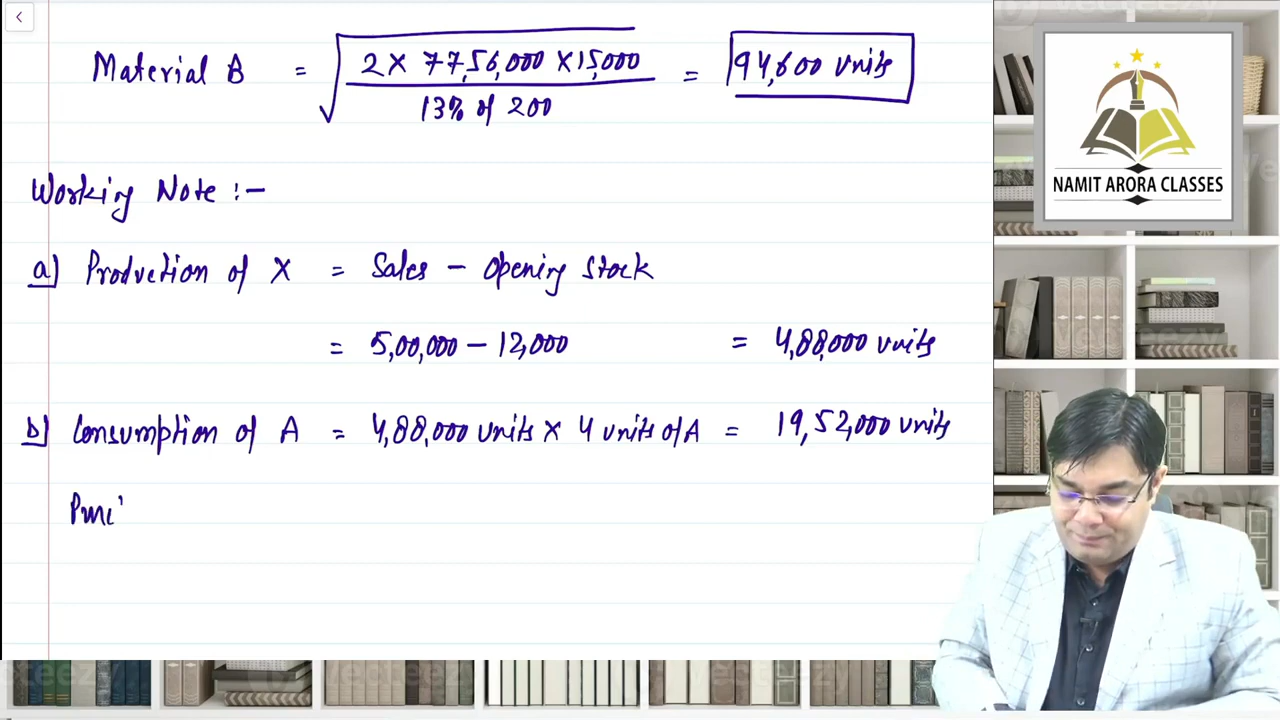 Material B = √ 2 × 77,56,000 × 15,000 / 13% of 200 = 94,600 units
Working Note :-
a) Production of X = Sales - Opening Stock
= 5,00,000 - 12,000 = 4,88,000 units
b) Consumption of A = 4,88,000 units × 4 units of A = 19,52,000 units
NAMIT ARORA CLASSES